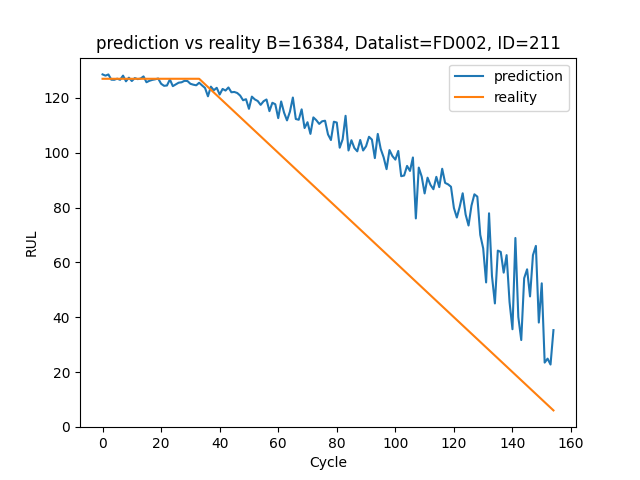 prediction vs reality B=16384, Datalist=FD002, ID=211
prediction
reality
RUL
120
100
80
60
40
20
0
0 20 40 60 80 100 120 140 160
Cycle